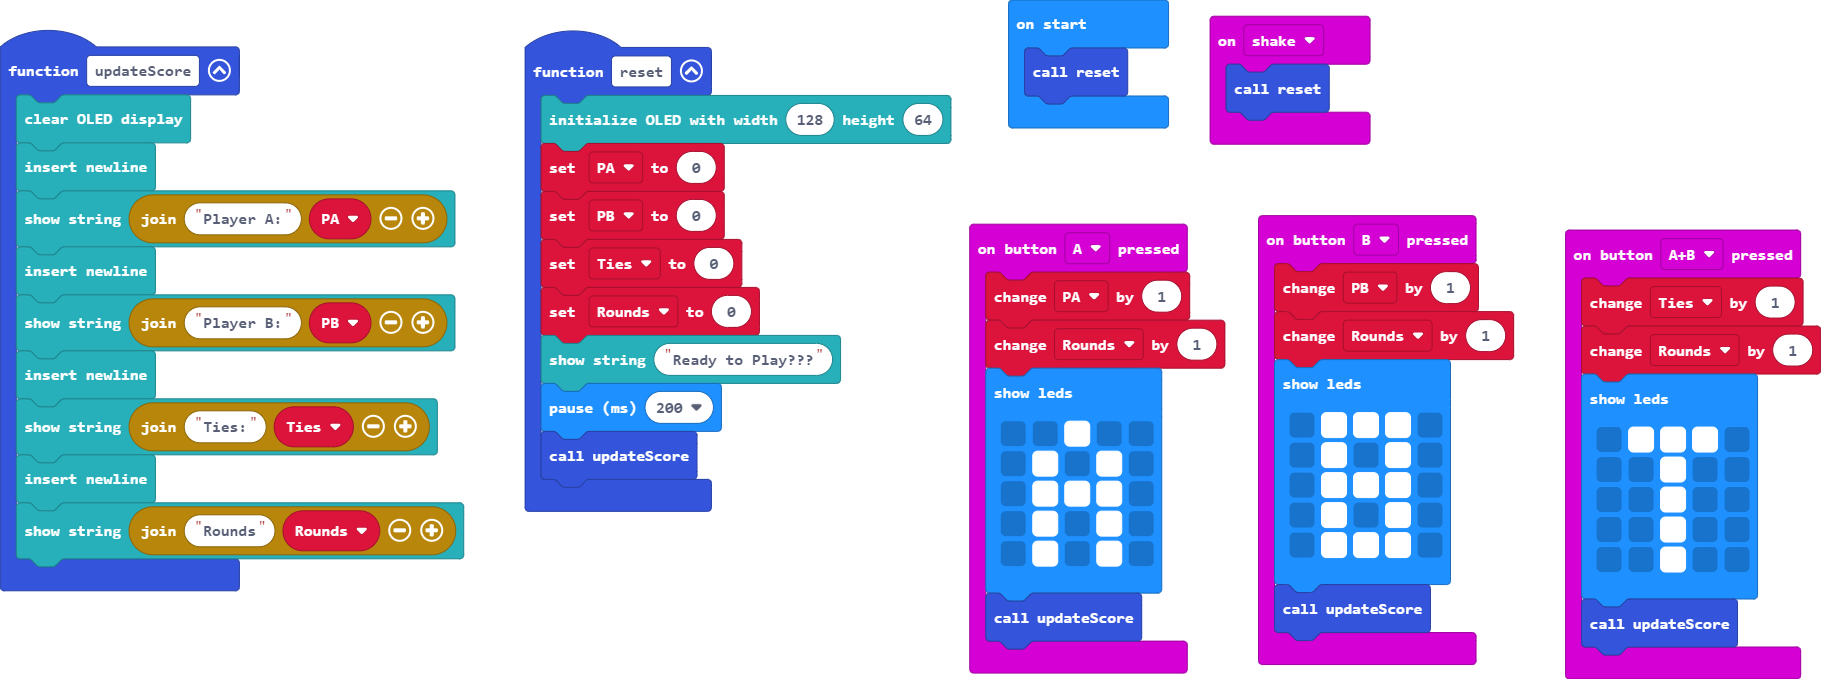 function updateScore
clear OLED display
insert newline
show string join "Player A:" PA
insert newline
show string join "Player B:" PB
insert newline
show string join "Ties:" Ties
insert newline
show string join "Rounds" Rounds
function reset
initialize OLED with width 128 height 64
set PA to 0
set PB to 0
set Ties to 0
set Rounds to 0
show string "Ready to Play???"
pause (ms) 200
call updateScore
on start
call reset
on shake
call reset
on button A pressed
change PA by 1
change Rounds by 1
show leds
call updateScore
on button B pressed
change PB by 1
change Rounds by 1
show leds
call updateScore
on button A+B pressed
change Ties by 1
change Rounds by 1
show leds
call updateScore